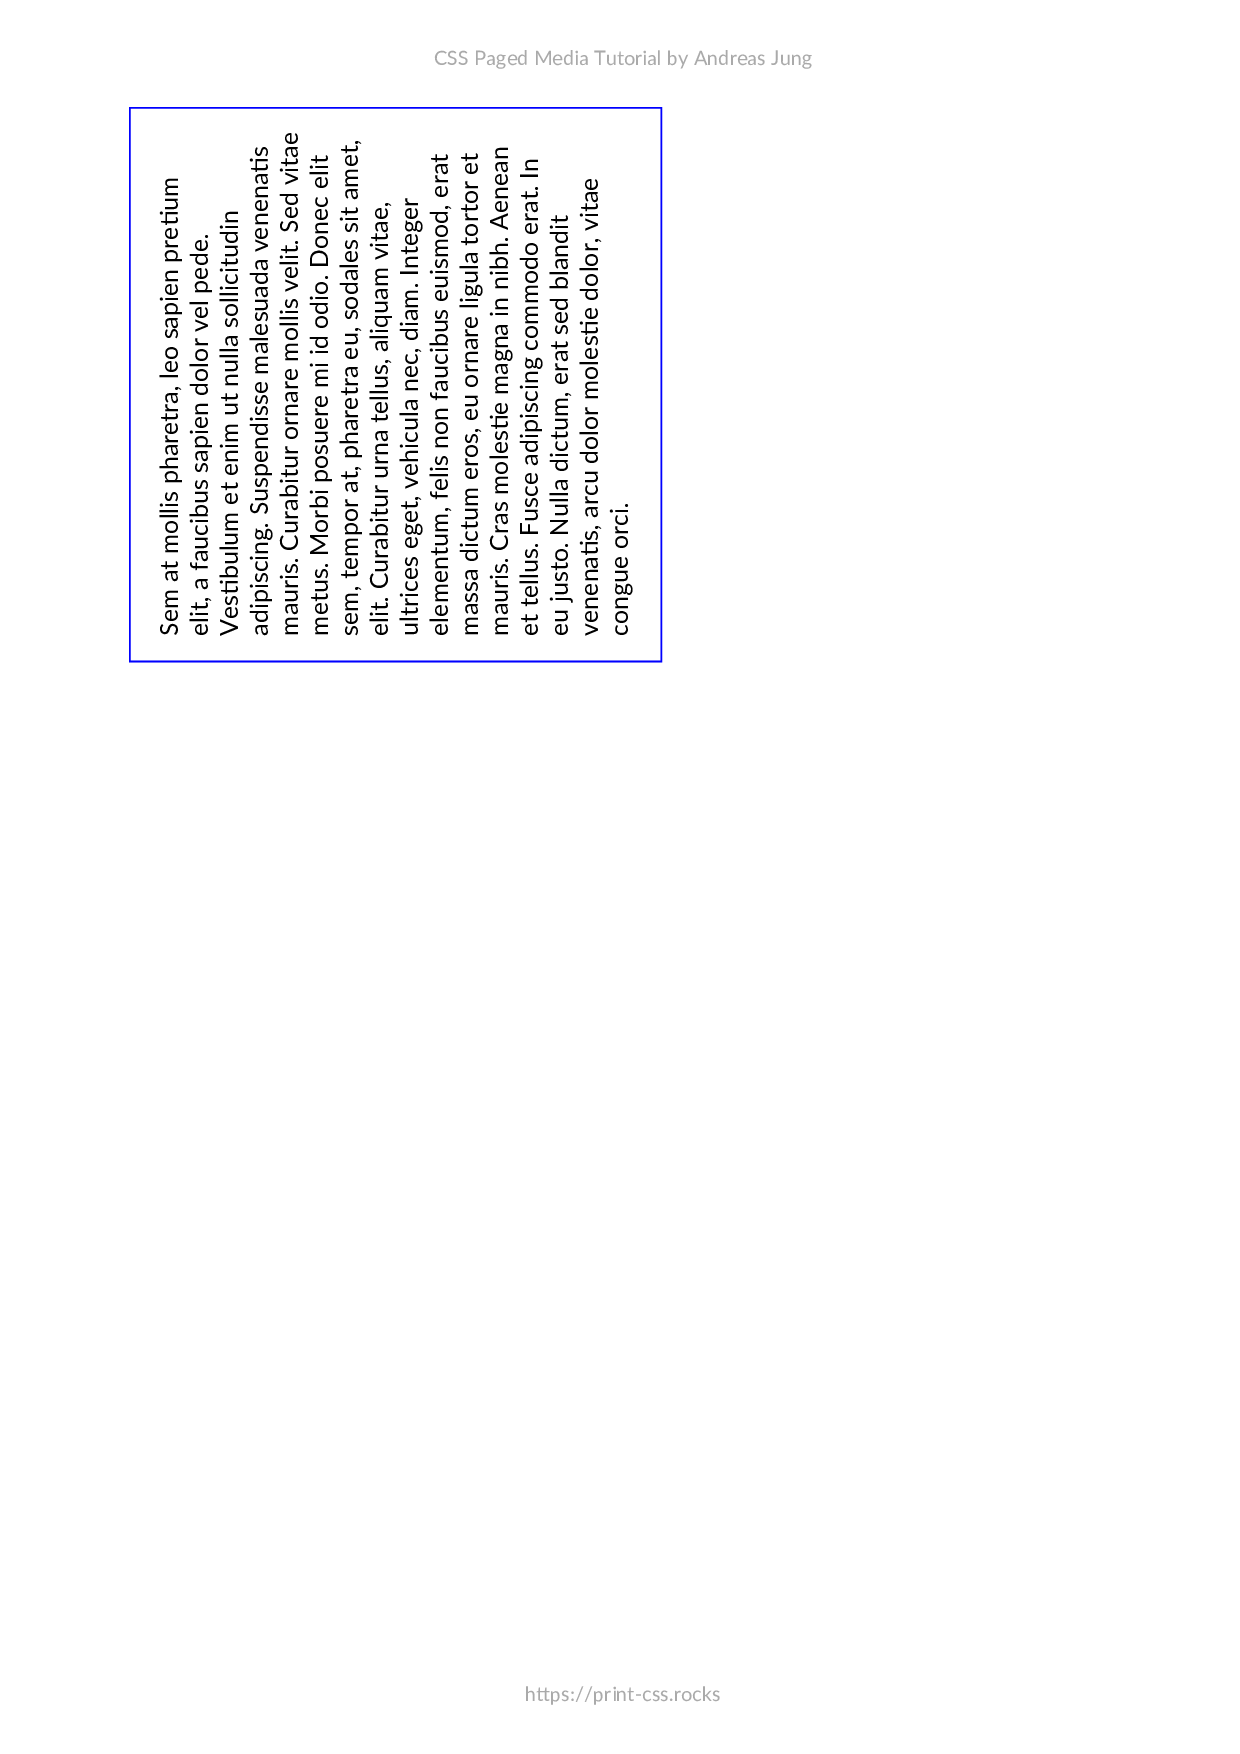 CSS Paged Media Tutorial by Andreas Jung
Sem at mollis pharetra, leo sapien pretium
elit, a faucibus sapien dolor vel pede.
Vestibulum et enim ut nulla sollicitudin
adipiscing. Suspendisse malesuada venenatis
mauris. Curabitur ornare mollis velit. Sed vitae
metus. Morbi posuere mi id odio. Donec elit
sem, tempor at, pharetra eu, sodales sit amet,
elit. Curabitur urna tellus, aliquam vitae,
ultrices eget, vehicula nec, diam. Integer
elementum, felis non faucibus euismod, erat
massa dictum eros, eu ornare ligula tortor et
mauris. Cras molestie magna in nibh. Aenean
et tellus. Fusce adipiscing commodo erat. In
eu justo. Nulla dictum, erat sed blandit
venenatis, arcu dolor molestie dolor, vitae
congue orci.
https://print-css.rocks